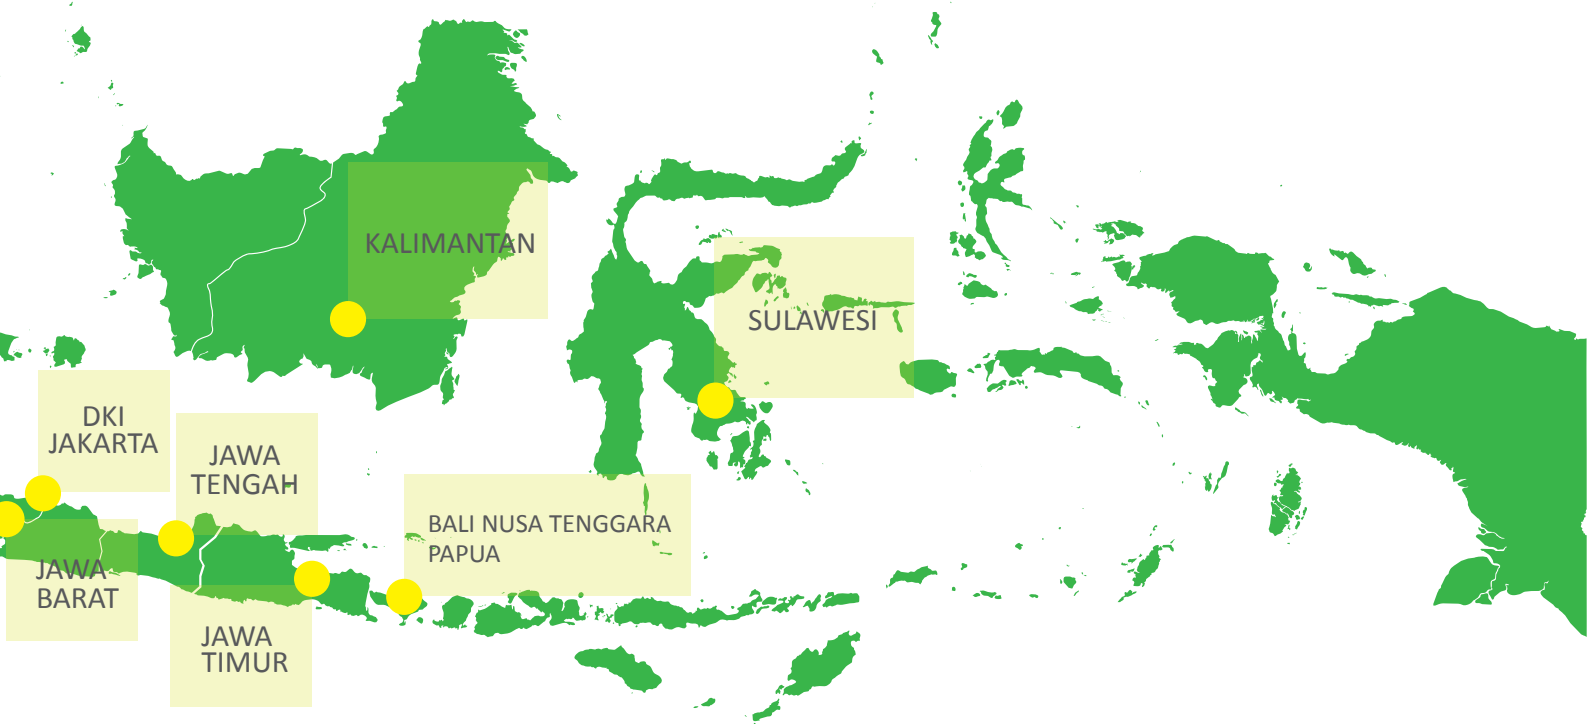 KALIMANTAN
SULAWESI
DKI
JAKARTA
JAWA
TENGAH
BALI NUSA TENGGARA
PAPUA
JAWA
BARAT
JAWA
TIMUR